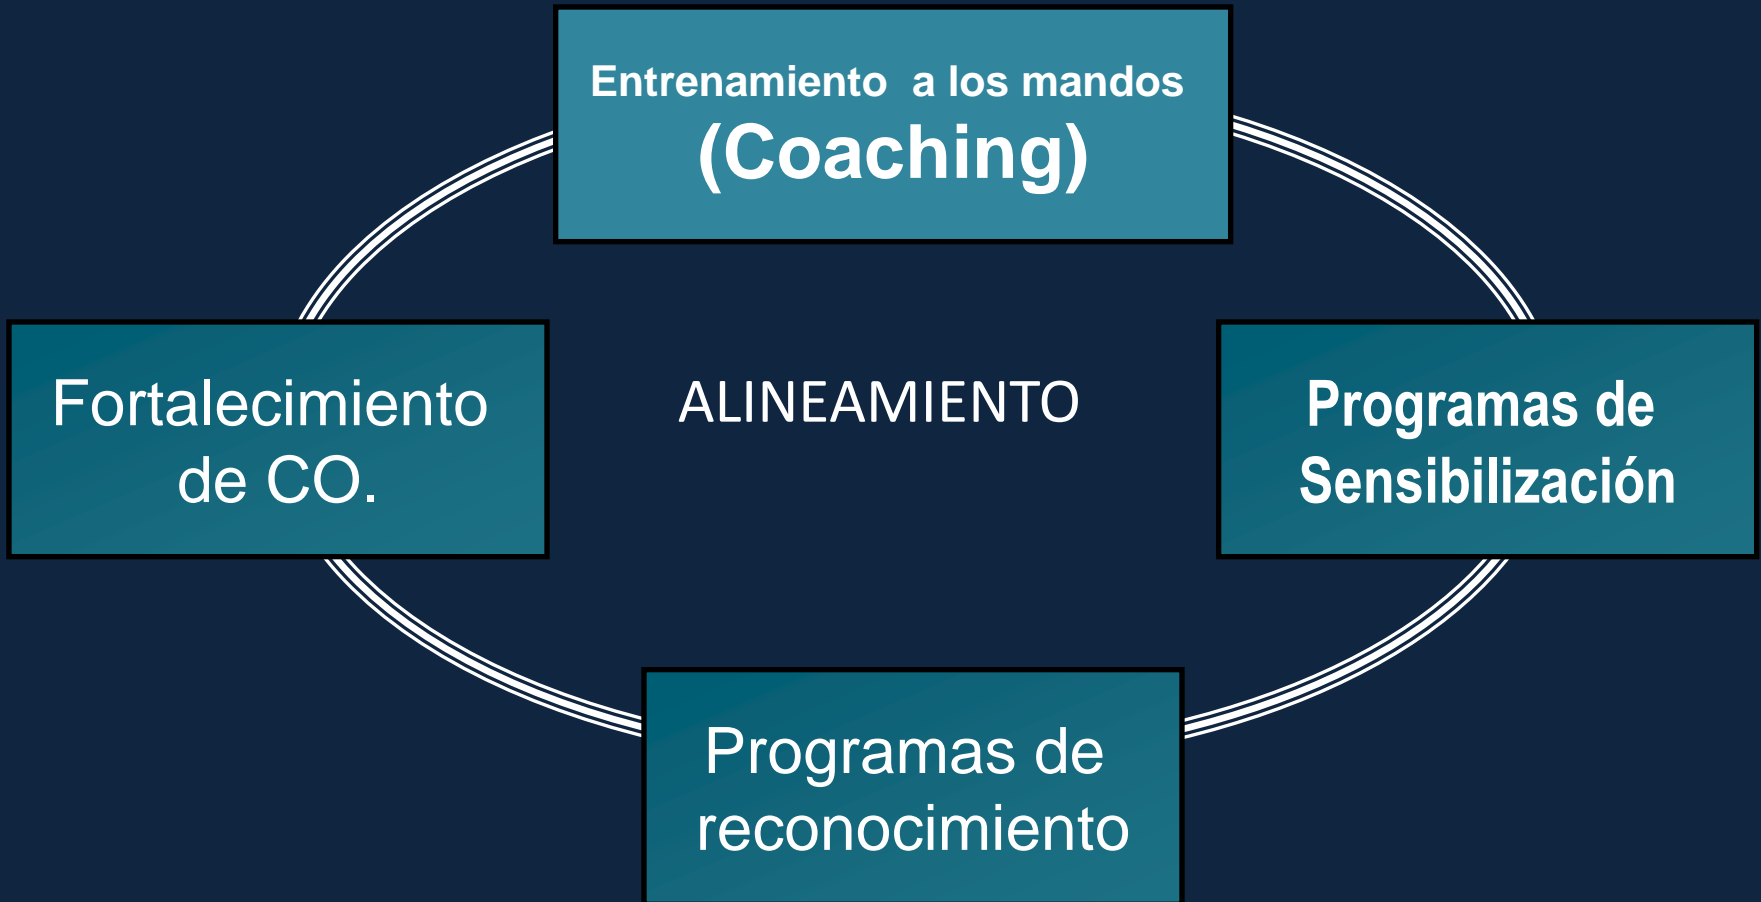 Entrenamiento a los mandos
(Coaching)
Fortalecimiento
de CO.
ALINEAMIENTO
Programas de
Sensibilización
Programas de
reconocimiento